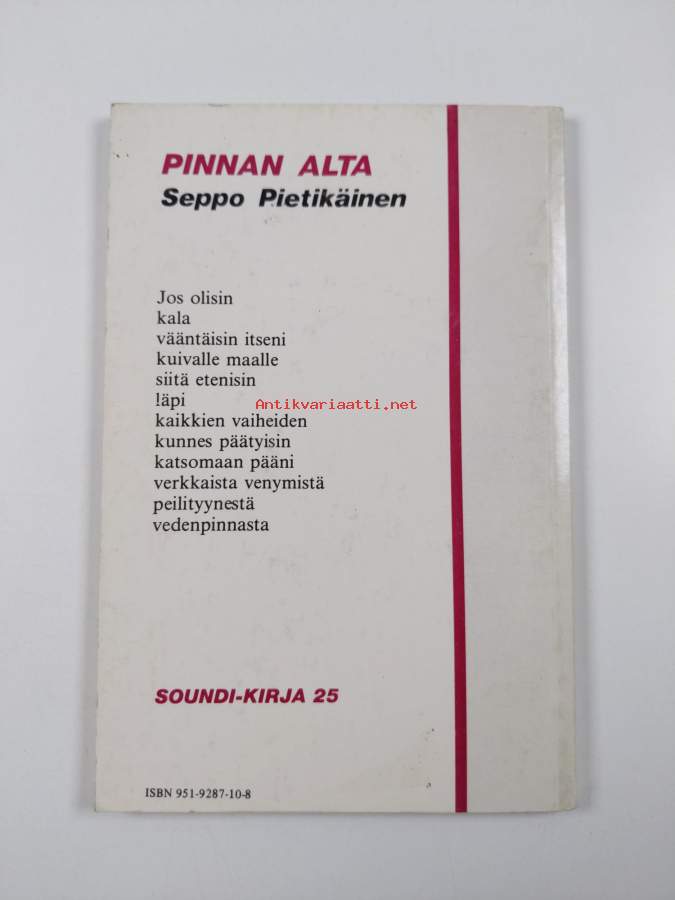 PINNAN ALTA
Seppo Pietikäinen
Jos olisin
kala
vääntäisin itseni
kuivalle maalle
siitä etenisin
läpi
Antikvariaatti.net
kaikkien vaiheiden
kunnes päätyisin
katsomaan pääni
verkkaista venymistä
peilityynestä
vedenpinnasta
SOUNDI-KIRJA 25
ISBN 951-9287-10-8